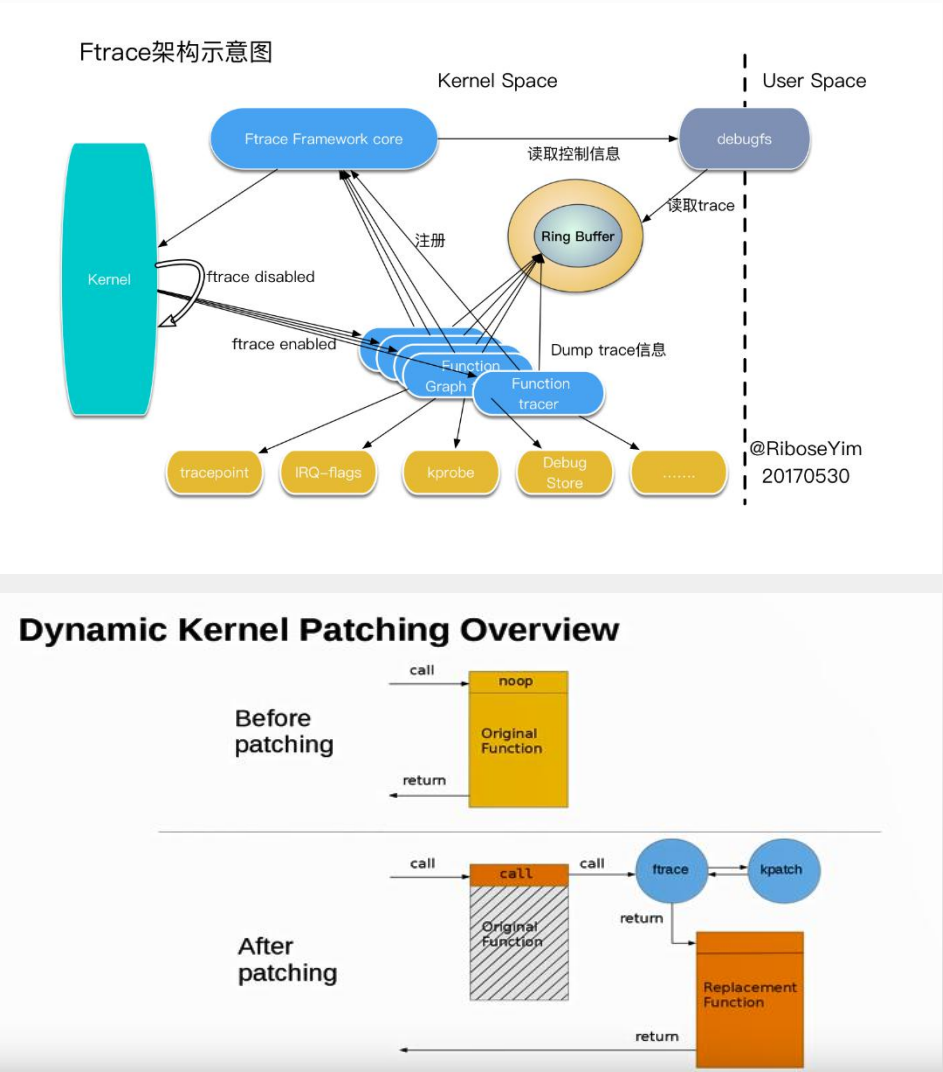 Ftrace架构示意图
Kernel Space
User Space
Ftrace Framework core
debugfs
读取控制信息
读取trace
Ring Buffer
注册
Kernel
ftrace disabled
ftrace enabled
Dump trace信息
Function
Graph
Function
tracer
tracepoint
IRQ-flags
kprobe
Debug
Store
.......
@RiboseYim
20170530
Dynamic Kernel Patching Overview
Before
patching
call
noop
Original
Function
return
After
patching
call
call
Original
Function
call
ftrace
kpatch
return
Replacement
Function
return